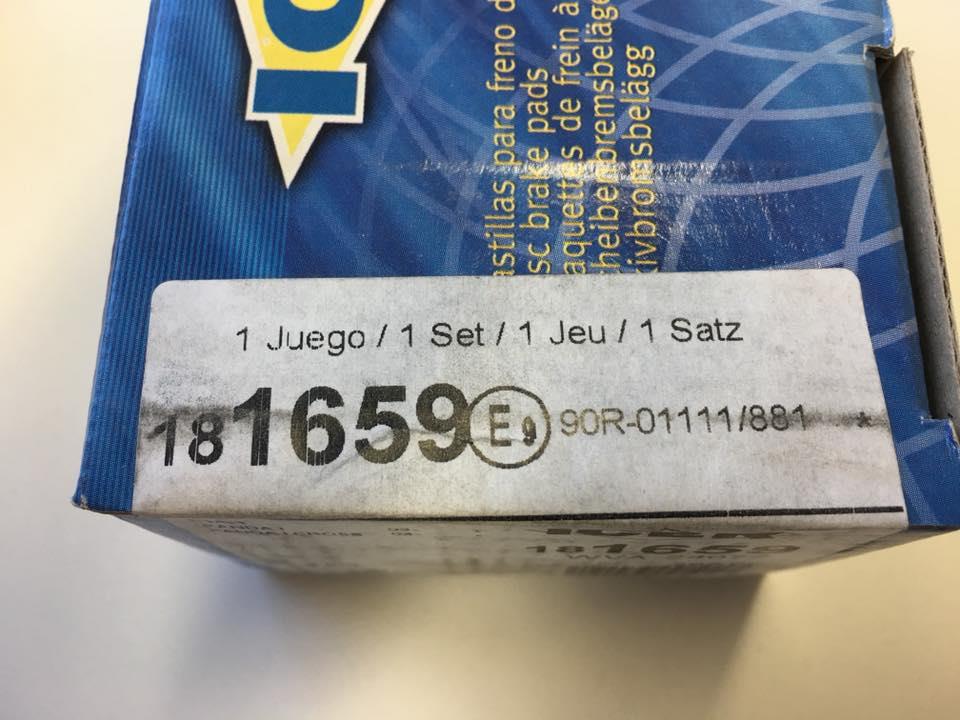 astillas para freno d
sc brake pads
aquettes de frein à
heibenbremsbeläge
kivbromsbelägg
1 Juego / 1 Set / 1 Jeu / 1 Satz
181659 E9 90R-01111/881 *
181659